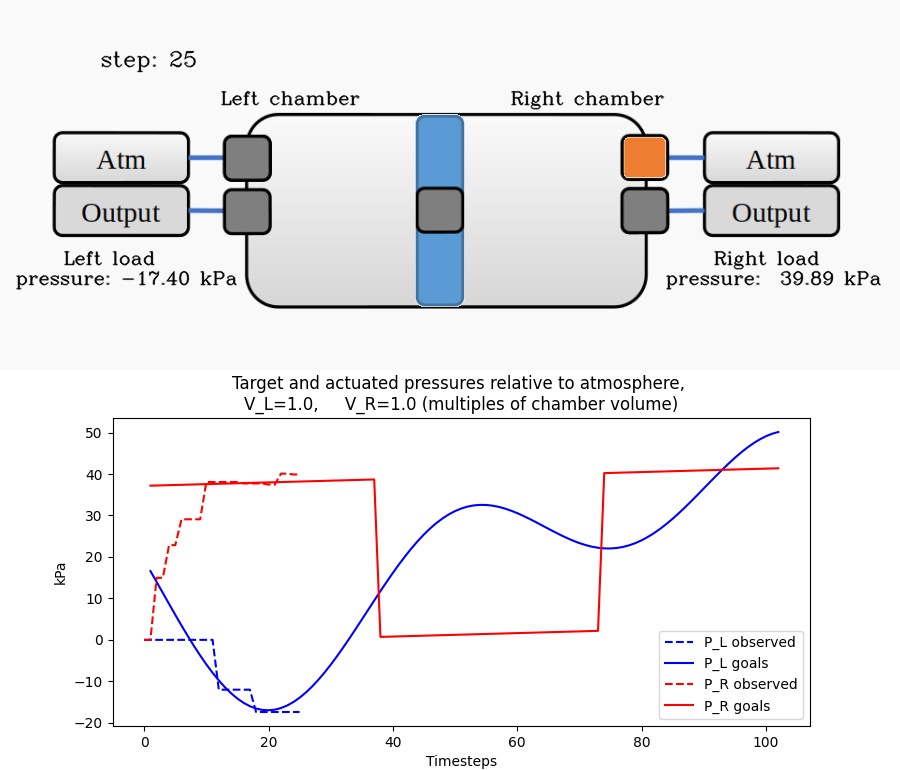 step: 25
Left chamber
Right chamber
Atm
Atm
Output
Output
Left load
pressure: −17.40 kPa
Right load
pressure: 39.89 kPa
Target and actuated pressures relative to atmosphere,
V_L=1.0, V_R=1.0 (multiples of chamber volume)
50
40
30
20
10
0
−10
−20
kPa
P_L observed
P_L goals
P_R observed
P_R goals
0 20 40 60 80 100
Timesteps